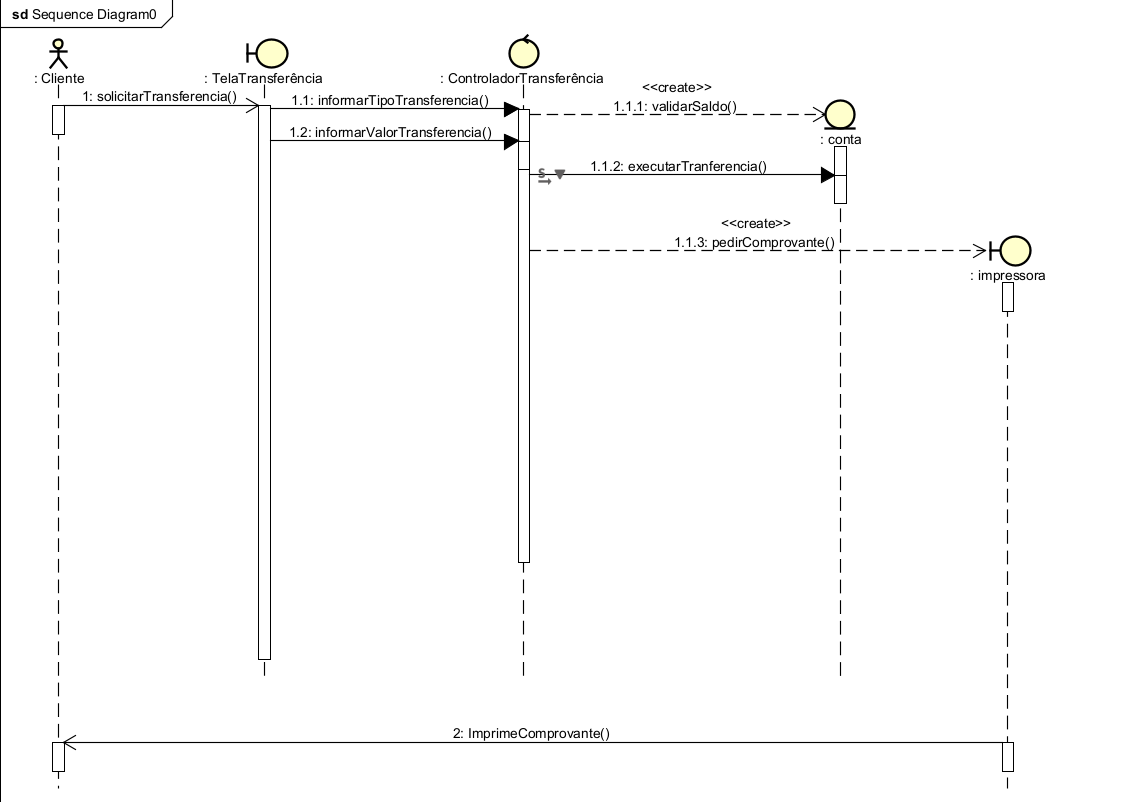 sd Sequence Diagram0
: Cliente
: TelaTransferência
: ControladorTransferência
<<create>>
1: solicitarTransferencia()
1.1: informarTipoTransferencia()
1.1.1: validarSaldo()
1.2: informarValorTransferencia()
: conta
S
1.1.2: executarTranferencia()
<<create>>
1.1.3: pedirComprovante()
: impressora
2: ImprimeComprovante()